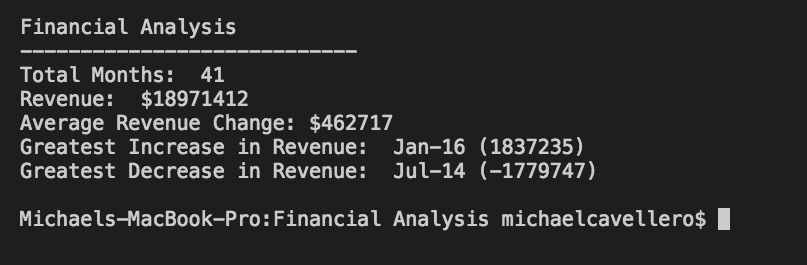 Financial Analysis
----------------------------
Total Months:  41
Revenue:  $18971412
Average Revenue Change: $462717
Greatest Increase in Revenue:  Jan-16 (1837235)
Greatest Decrease in Revenue:  Jul-14 (-1779747)
Michaels-MacBook-Pro:Financial Analysis michaelcavellero$